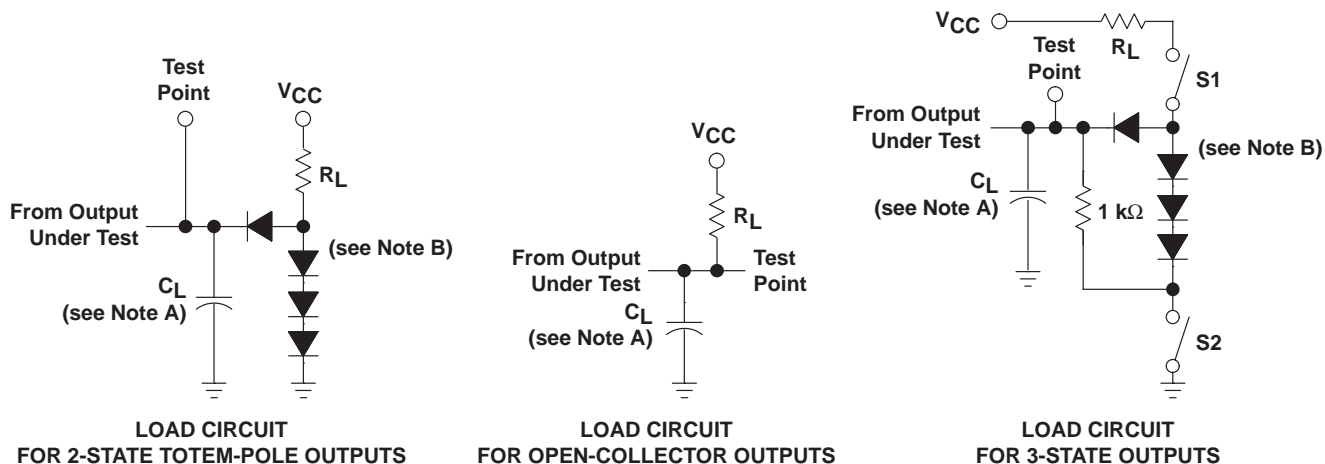 Test
Point
VCC
RL
From Output
Under Test
(see Note B)
CL
(see Note A)
LOAD CIRCUIT
FOR 2-STATE TOTEM-POLE OUTPUTS
VCC
RL
From Output
Under Test
Test
Point
CL
(see Note A)
LOAD CIRCUIT
FOR OPEN-COLLECTOR OUTPUTS
VCC
RL
Test
Point
S1
From Output
Under Test
(see Note B)
CL
(see Note A)
1 kΩ
S2
LOAD CIRCUIT
FOR 3-STATE OUTPUTS